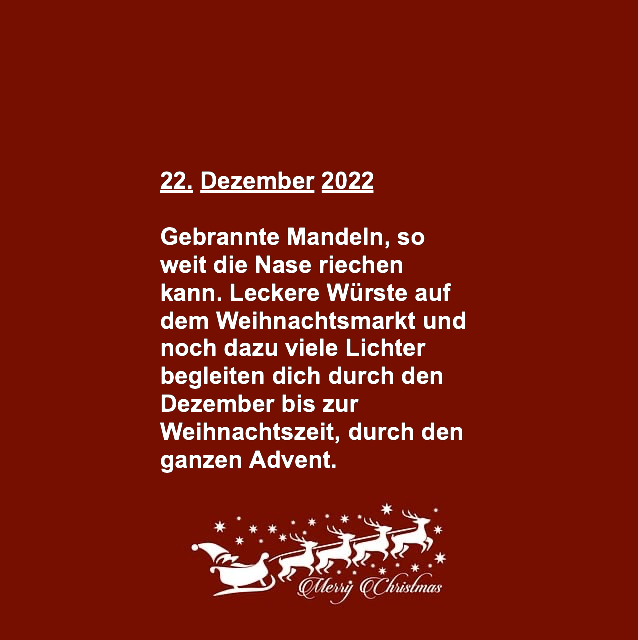 22. Dezember 2022
Gebrannte Mandeln, so
weit die Nase riechen
kann. Leckere Würste auf
dem Weihnachtsmarkt und
noch dazu viele Lichter
begleiten dich durch den
Dezember bis zur
Weihnachtszeit, durch den
ganzen Advent.
Merry Christmas